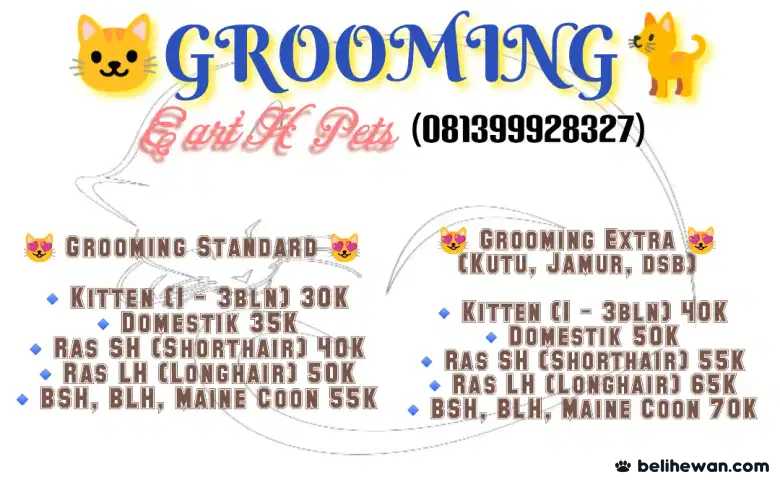 GROOMING
EartH Pets (081399928327)
Grooming Standard
Kitten (1 - 3bln) 30K
Domestik 35K
Ras SH (Shorthair) 40K
Ras LH (Longhair) 50K
BSH, BLH, Maine Coon 55K
Grooming Extra
(Kutu, Jamur, dsb)
Kitten (1 - 3bln) 40K
Domestik 50K
Ras SH (Shorthair) 55K
Ras LH (Longhair) 65K
BSH, BLH, Maine Coon 70K
belihewan.com